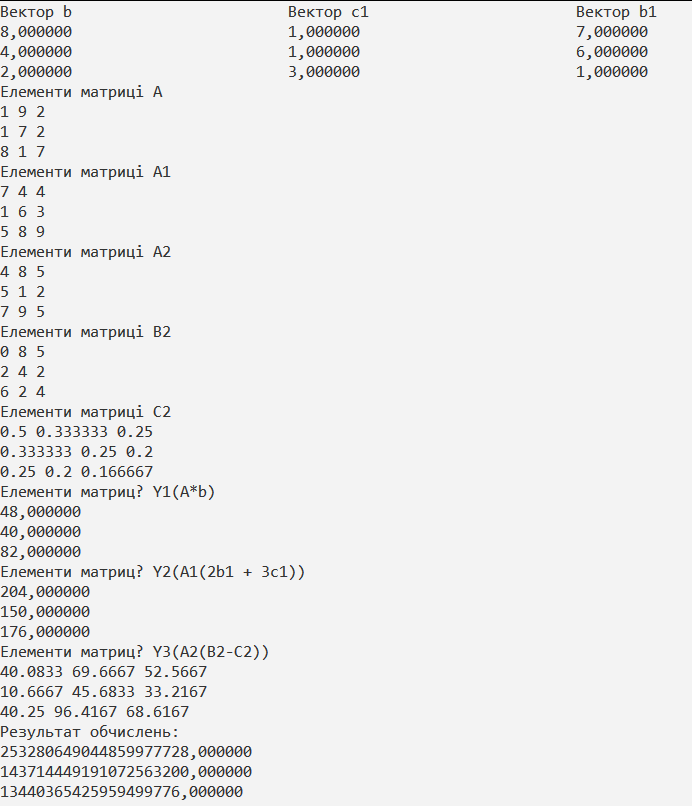 Вектор b Вектор c1 Вектор b1
8,000000 1,000000 7,000000
4,000000 1,000000 6,000000
2,000000 3,000000 1,000000
Елементи матриці A
1 9 2
1 7 2
8 1 7
Елементи матриці A1
7 4 4
1 6 3
5 8 9
Елементи матриці A2
4 8 5
5 1 2
7 9 5
Елементи матриці B2
0 8 5
2 4 2
6 2 4
Елементи матриці C2
0.5 0.333333 0.25
0.333333 0.25 0.2
0.25 0.2 0.166667
Елементи матриц? Y1(A*b)
48,000000
40,000000
82,000000
Елементи матриц? Y2(A1(2b1 + 3c1))
204,000000
150,000000
176,000000
Елементи матриц? Y3(A2(B2-C2))
40.0833 69.6667 52.5667
10.6667 45.6833 33.2167
40.25 96.4167 68.6167
Результат обчислень:
253280649044859977728,000000
143714449191072563200,000000
13440365425959499776,000000